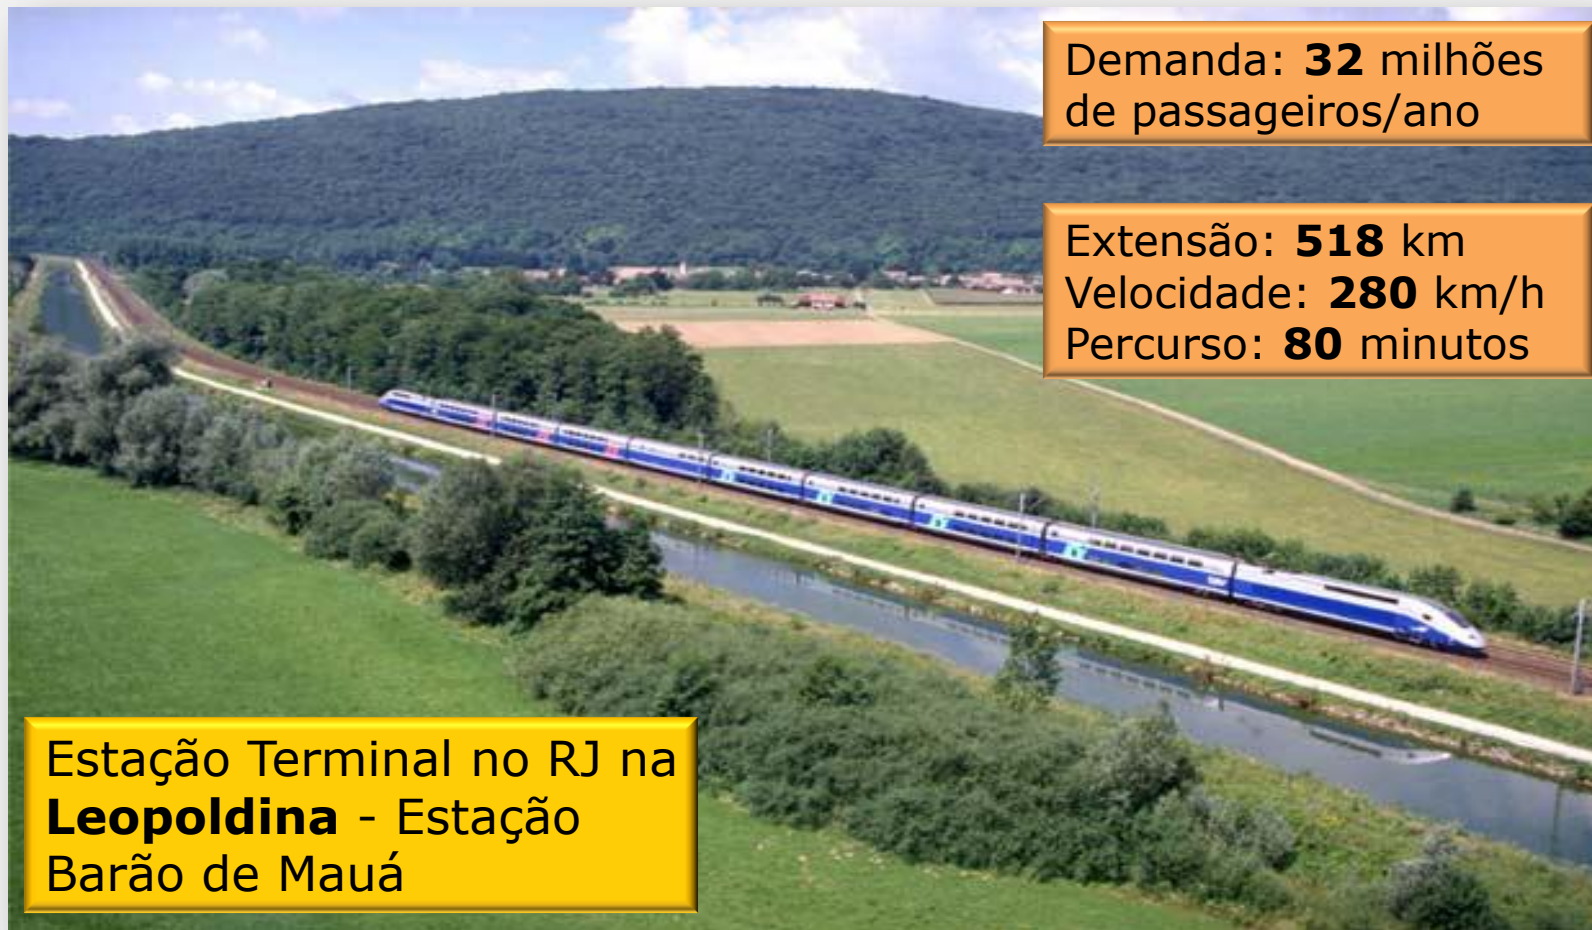 Demanda: 32 milhões
de passageiros/ano
Extensão: 518 km
Velocidade: 280 km/h
Percurso: 80 minutos
Estação Terminal no RJ na
Leopoldina - Estação
Barão de Mauá